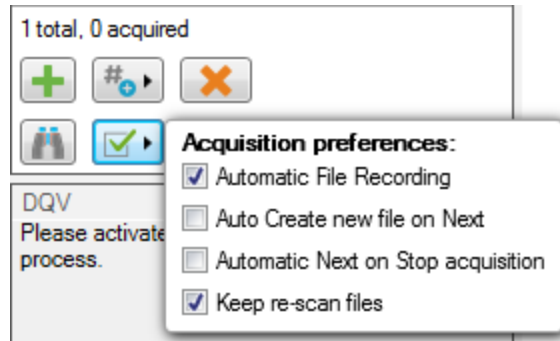 1 total, 0 acquired
#
Acquisition preferences:
Automatic File Recording
Auto Create new file on Next
Automatic Next on Stop acquisition
Keep re-scan files
DQV
Please activate
process.